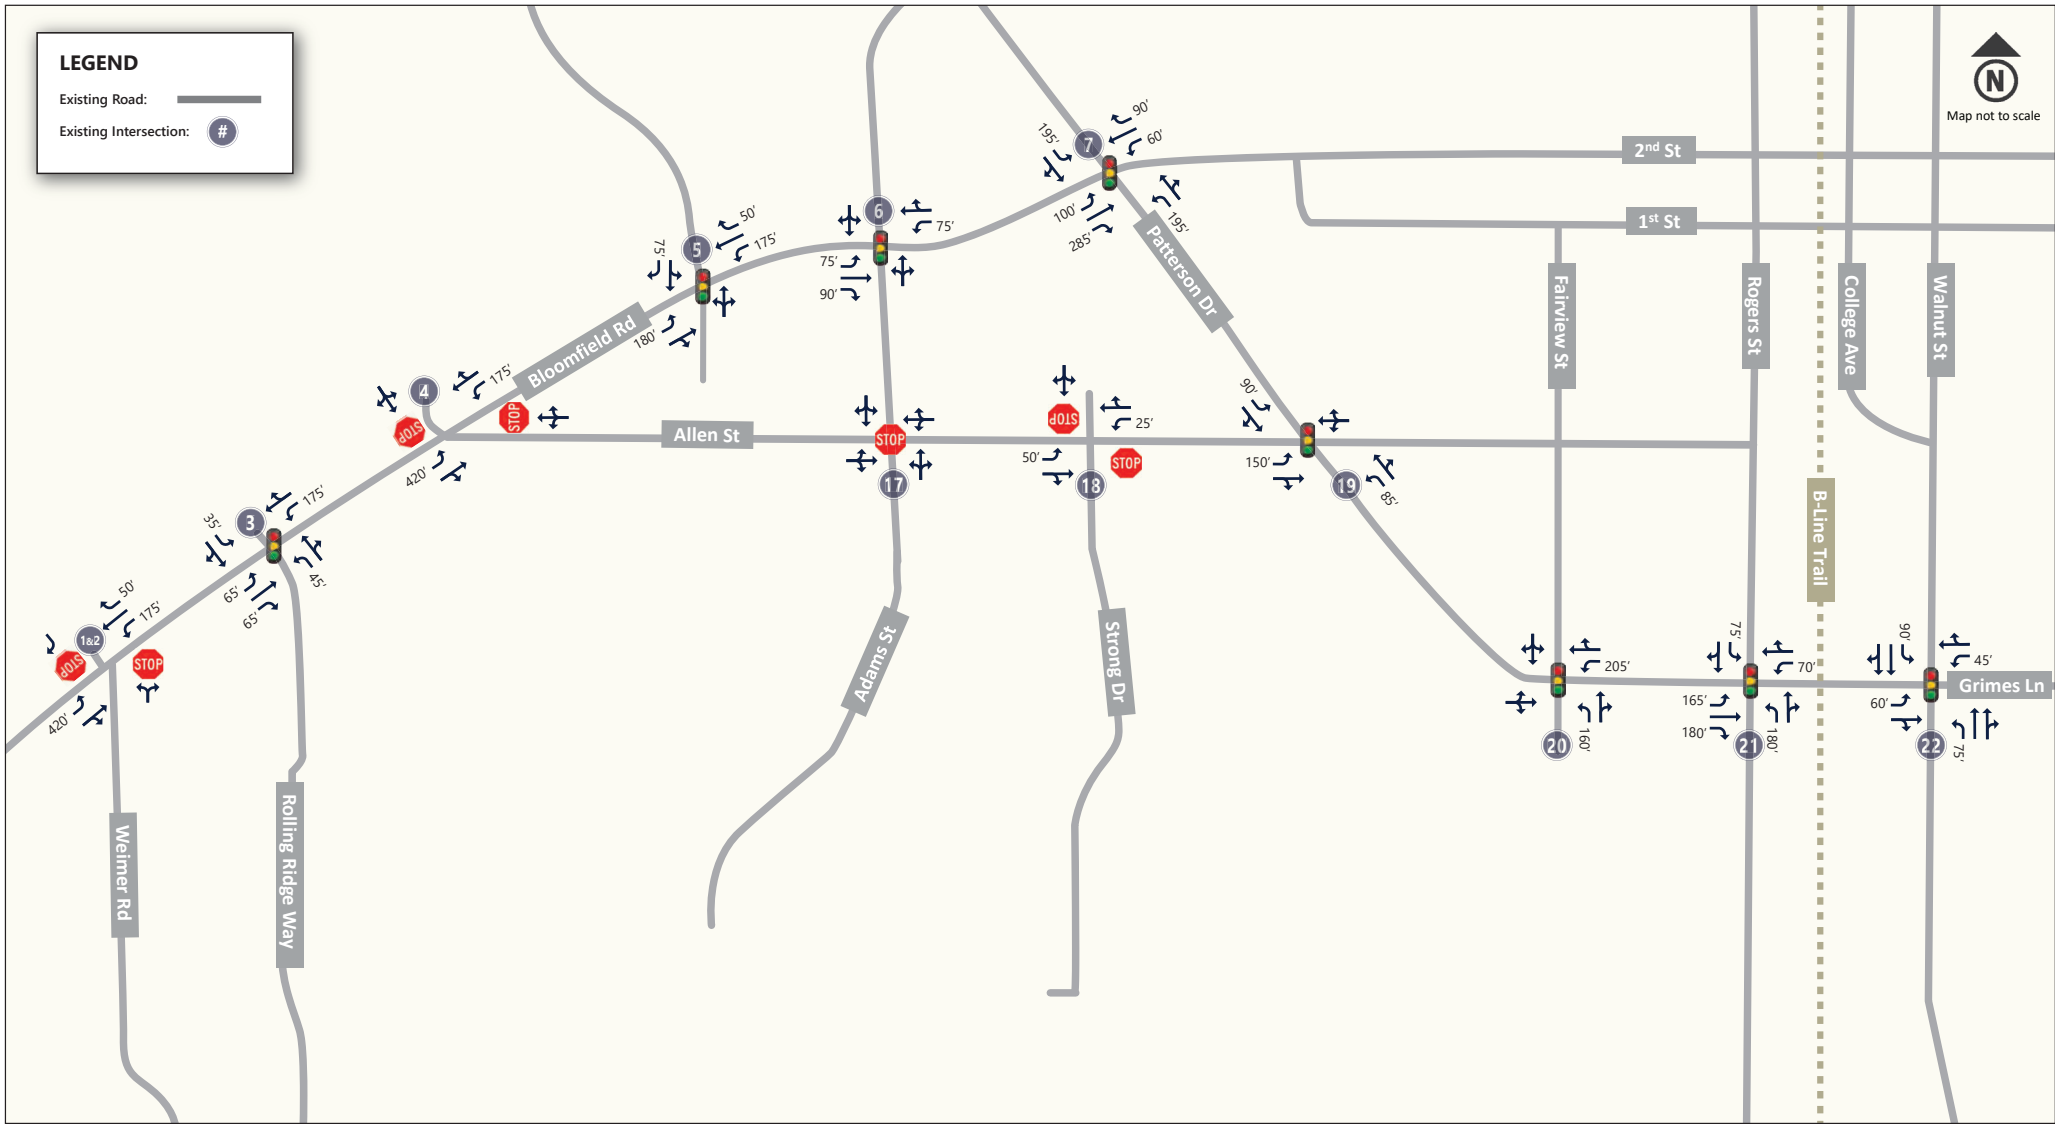 LEGEND
Existing Road:
Existing Intersection: #
N
Map not to scale
2nd St
1st St
Bloomfield Rd
Patterson Dr
Allen St
Fairview St
Rogers St
College Ave
Walnut St
B-Line Trail
Adams St
Strong Dr
Grimes Ln
Weimer Rd
Rolling Ridge Way
7
195'
90'
60'
100'
285'
195'
6
75'
75'
90'
5
75'
50'
175'
180'
4
175'
STOP
STOP
420'
3
35'
175'
65'
65'
45'
1&2
50'
175'
STOP
STOP
420'
STOP
17
STOP
25'
50'
STOP
18
90'
150'
19
85'
205'
20
160'
75'
70'
165'
180'
21
180'
90'
45'
60'
22
75'